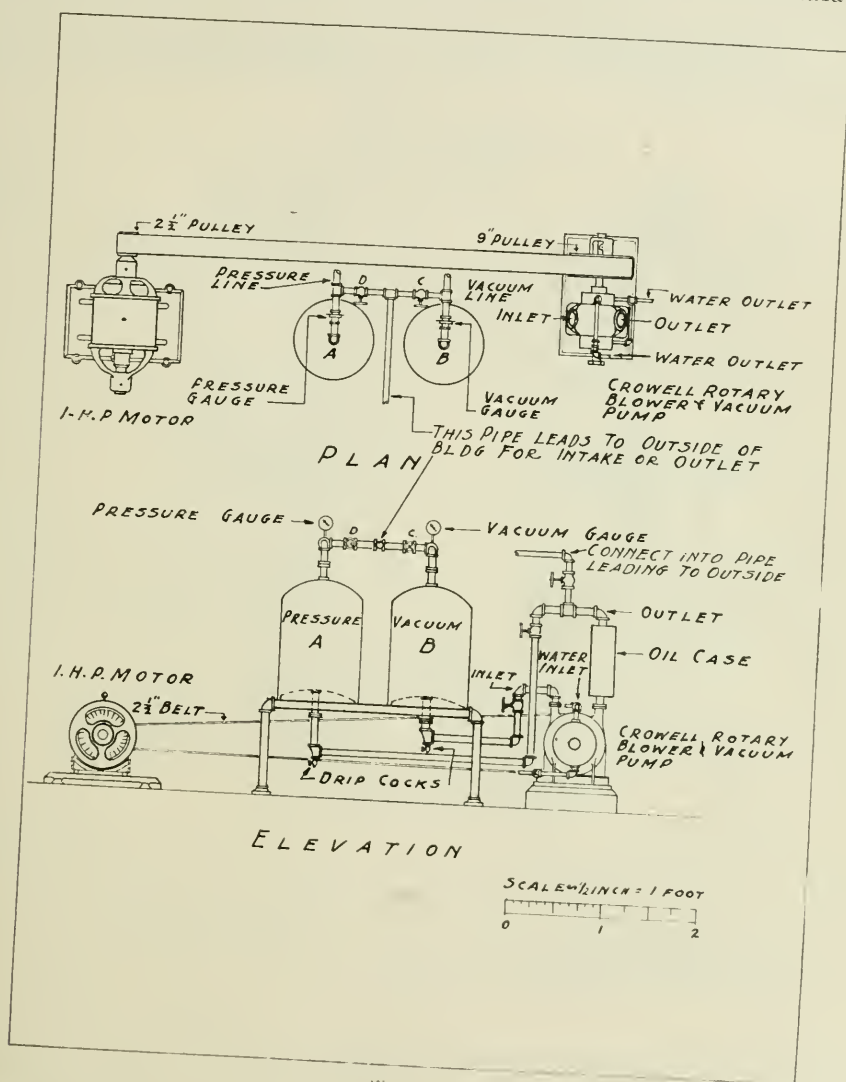 2½" PULLEY
9" PULLEY
PRESSURE
LINE
D
C
VACUUM
LINE
WATER OUTLET
INLET
OUTLET
A
B
WATER OUTLET
PRESSURE
GAUGE
VACUUM
GAUGE
CROWELL ROTARY
BLOWER & VACUUM
PUMP
1-H.P MOTOR
THIS PIPE LEADS TO OUTSIDE OF
BLDG FOR INTAKE OR OUTLET
PLAN
PRESSURE GAUGE
D
C.
VACUUM GAUGE
CONNECT INTO PIPE
LEADING TO OUTSIDE
OUTLET
PRESSURE
A
VACUUM
B
OIL CASE
INLET
WATER
INLET
1.H.P. MOTOR
2½" BELT
CROWELL ROTARY
BLOWER & VACUUM
PUMP
DRIP COCKS
ELEVATION
SCALE 1/2 INCH = 1 FOOT
0 1 2